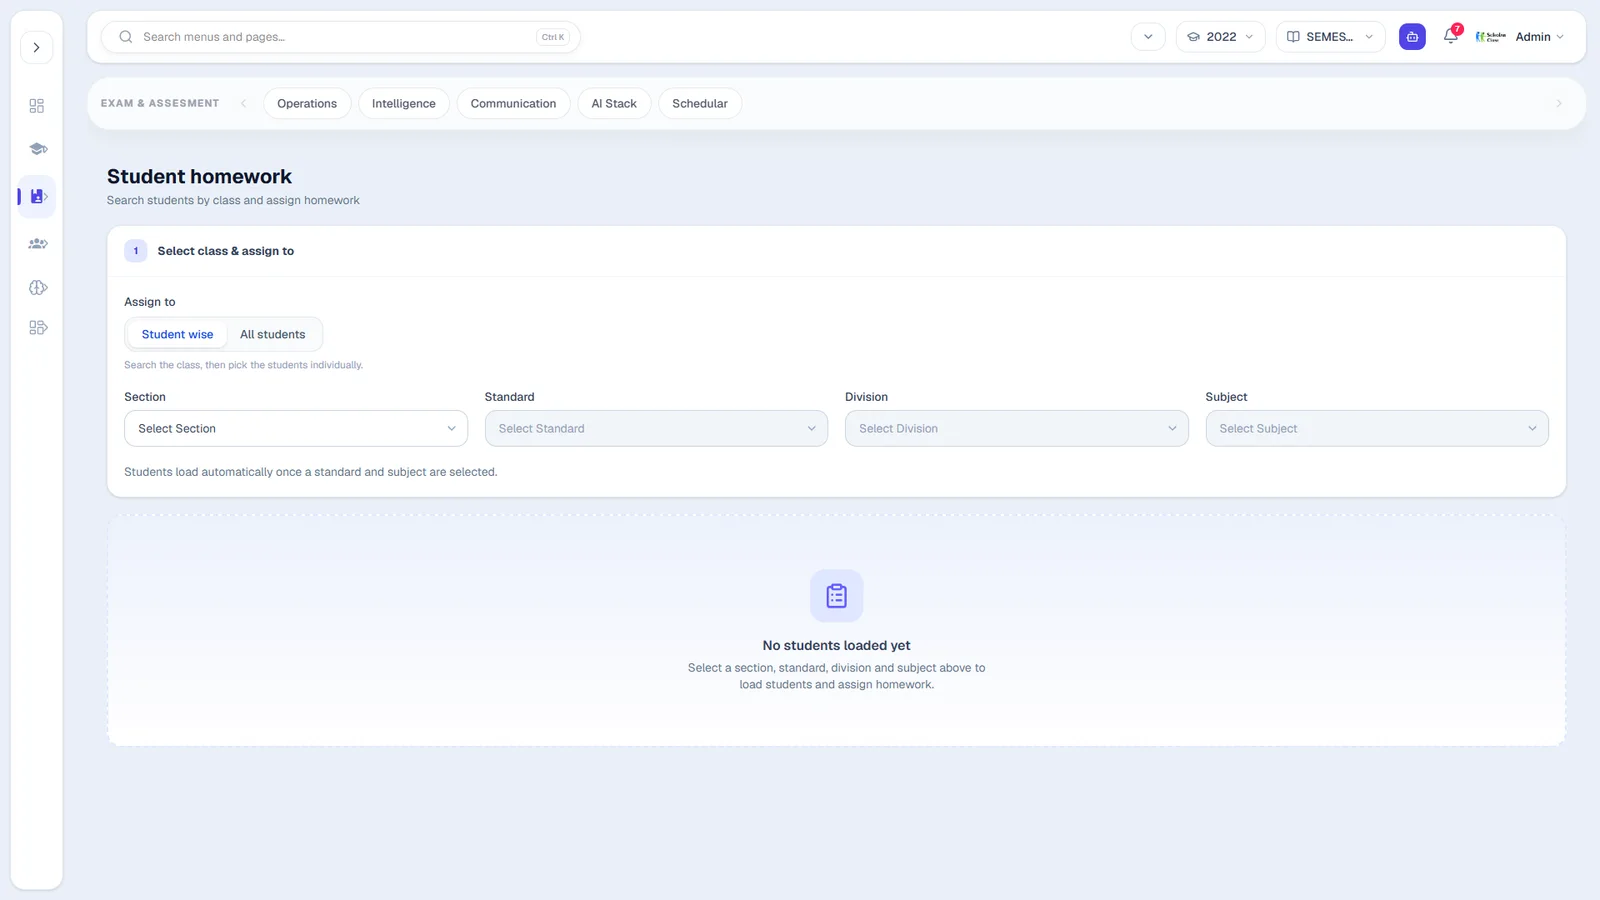 Search menus and pages...
Ctrl K
2022
SEMES...
7
Admin
EXAM & ASSESMENT
Operations
Intelligence
Communication
AI Stack
Schedular
Student homework
Search students by class and assign homework
1
Select class & assign to
Assign to
Student wise
All students
Search the class, then pick the students individually.
Section
Standard
Division
Subject
Select Section
Select Standard
Select Division
Select Subject
Students load automatically once a standard and subject are selected.
No students loaded yet
Select a section, standard, division and subject above to
load students and assign homework.